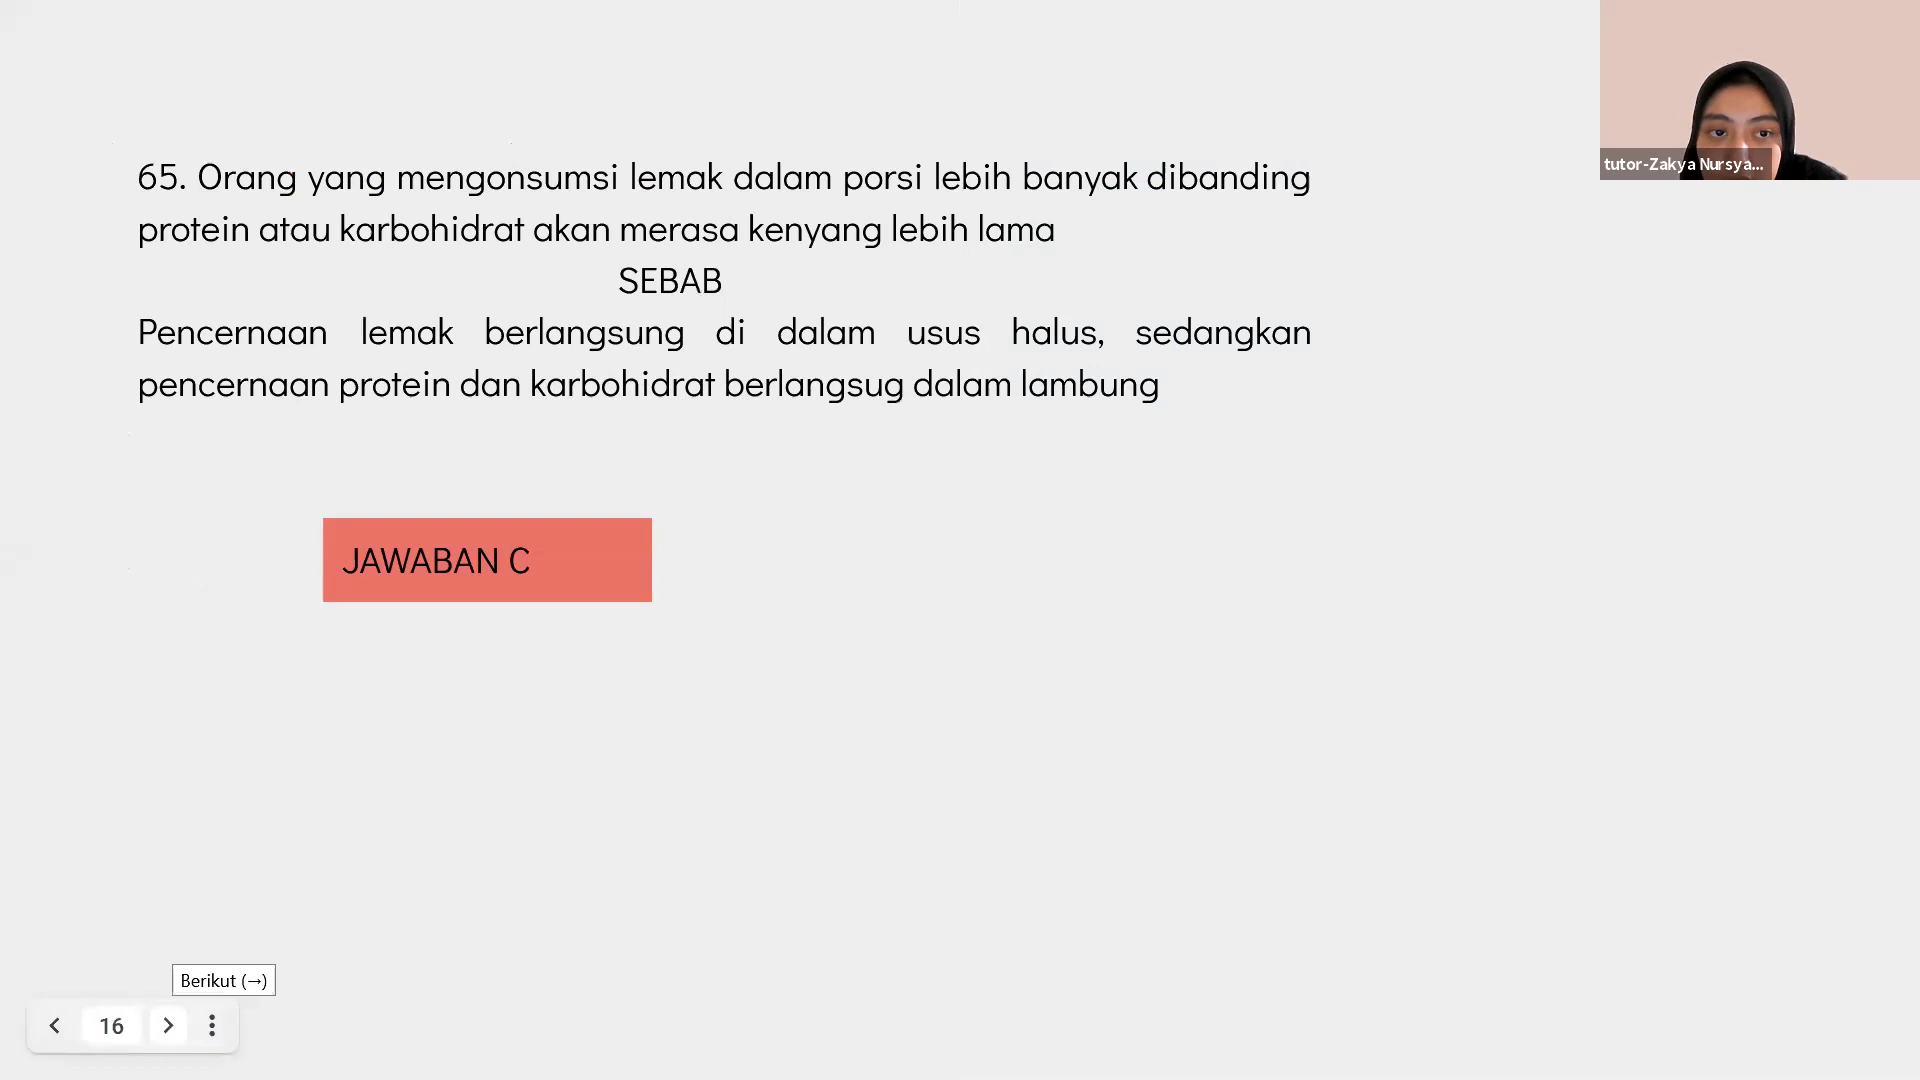 tutor-Zakya Nursya...
65. Orang yang mengonsumsi lemak dalam porsi lebih banyak dibanding
protein atau karbohidrat akan merasa kenyang lebih lama
SEBAB
Pencernaan lemak berlangsung di dalam usus halus, sedangkan
pencernaan protein dan karbohidrat berlangsug dalam lambung
JAWABAN C
Berikut (→)
16